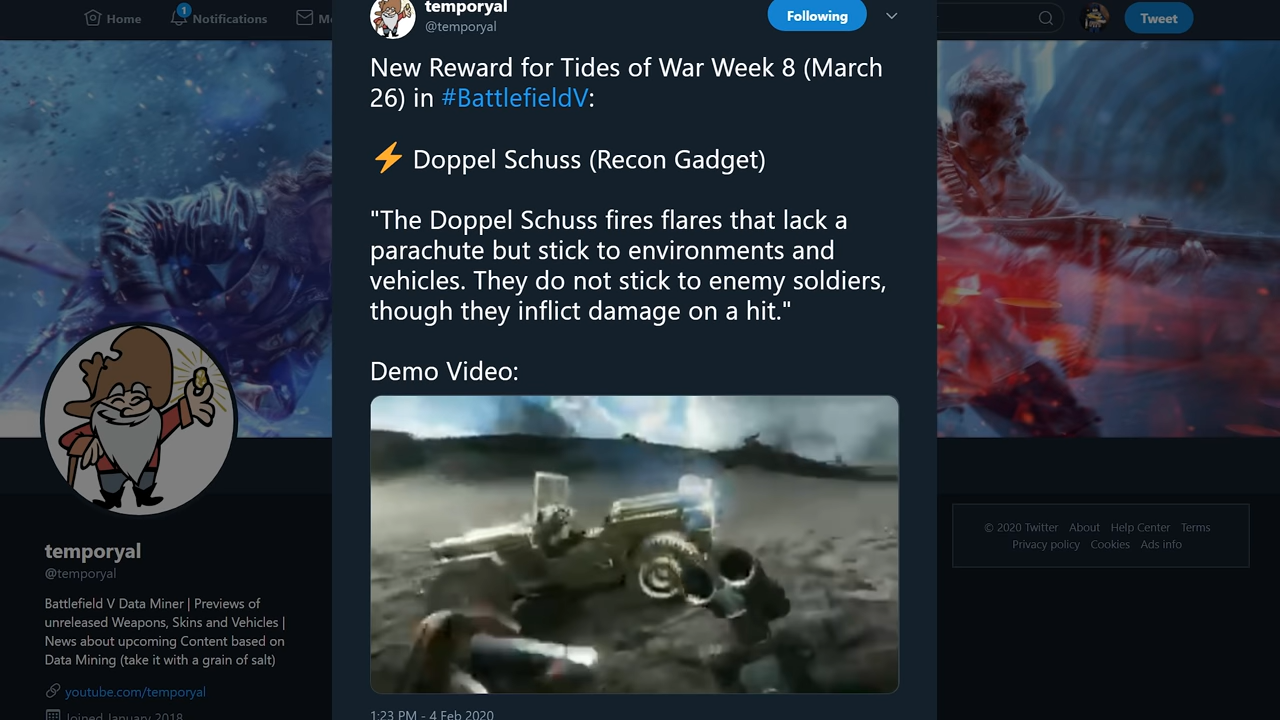 Home
1
Notifications
M
temporyal
@temporyal
Following
Tweet
New Reward for Tides of War Week 8 (March
26) in #BattlefieldV:
⚡ Doppel Schuss (Recon Gadget)
"The Doppel Schuss fires flares that lack a
parachute but stick to environments and
vehicles. They do not stick to enemy soldiers,
though they inflict damage on a hit."
Demo Video:
1:23 PM - 4 Feb 2020
temporyal
@temporyal
Battlefield V Data Miner | Previews of
unreleased Weapons, Skins and Vehicles |
News about upcoming Content based on
Data Mining (take it with a grain of salt)
youtube.com/temporyal
Joined January 2018
© 2020 Twitter About Help Center Terms
Privacy policy Cookies Ads info